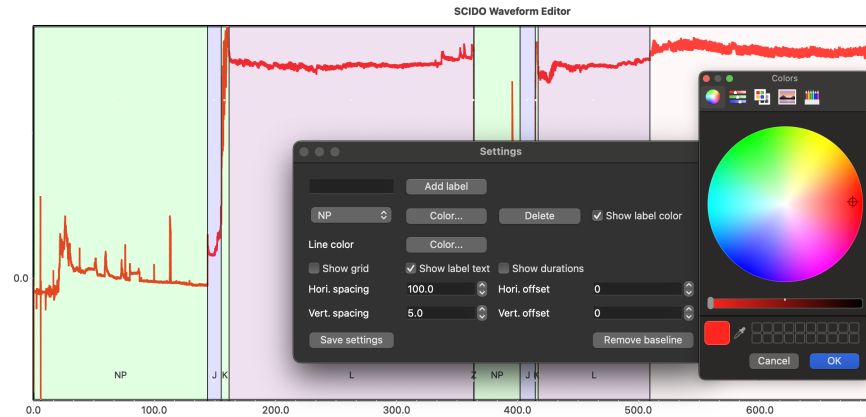 SCIDO Waveform Editor
Colors
Settings
Add label
NP Color... Delete Show label color
Line color Color...
Show grid Show label text Show durations
0.0
Hori. spacing 100.0 Hori. offset 0
Vert. spacing 5.0 Vert. offset 0
Save settings Remove baseline
Cancel OK
NP J K L Z NP J K L
0.0 100.0 200.0 300.0 400.0 500.0 600.0